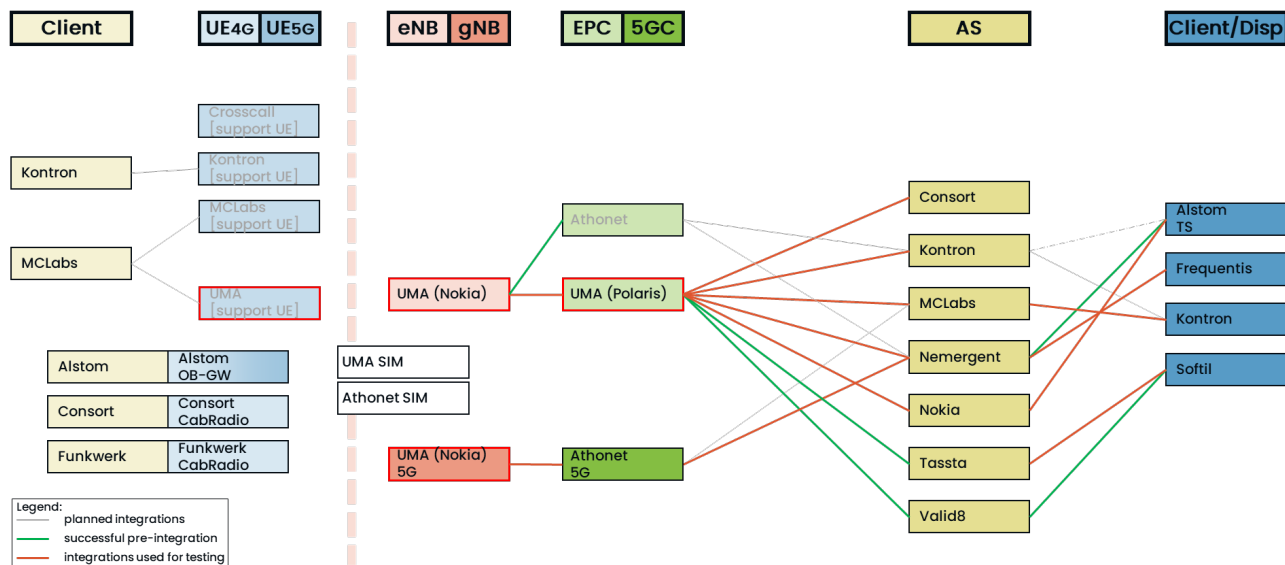 Client
UE4G
UE5G
eNB
gNB
EPC
5GC
AS
Client/Disp
Crosscall
[support UE]
Kontron
Kontron
[support UE]
MCLabs
[support UE]
MCLabs
UMA
[support UE]
Alstom
Alstom
OB-GW
Consort
Consort
CabRadio
Funkwerk
Funkwerk
CabRadio
UMA (Nokia)
UMA SIM
Athonet SIM
UMA (Nokia)
5G
Athonet
UMA (Polaris)
Athonet
5G
Consort
Kontron
MCLabs
Nemergent
Nokia
Tassta
Valid8
Alstom
TS
Frequentis
Kontron
Softil
Legend:
planned integrations
successful pre-integration
integrations used for testing